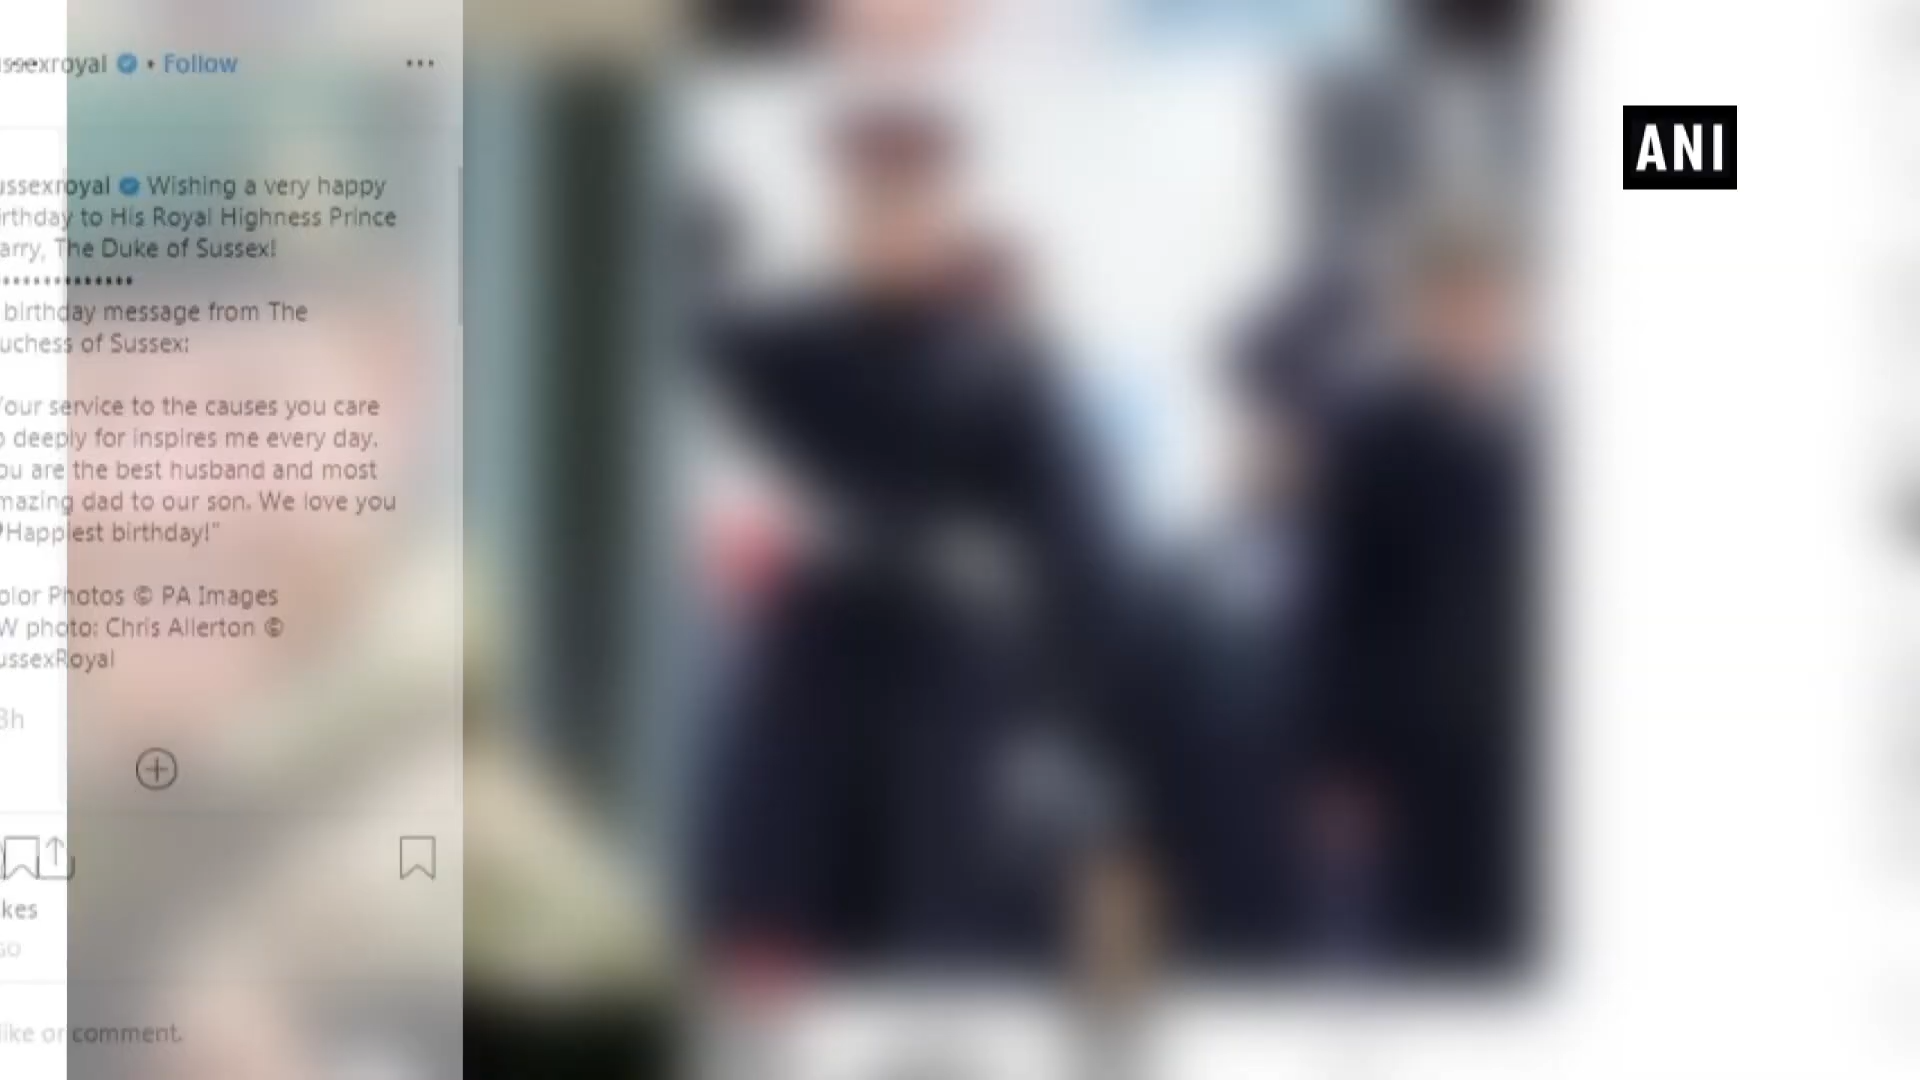 ssexroyal • Follow
ussexroyal Wishing a very happy
irthday to His Royal Highness Prince
arry, The Duke of Sussex!
birthday message from The
uchess of Sussex:
Your service to the causes you care
o deeply for inspires me every day.
ou are the best husband and most
mazing dad to our son. We love you
Happiest birthday!"
olor Photos © PA Images
W photo: Chris Allerton ©
ussexRoyal
3h
kes
go
like or comment.
ANI